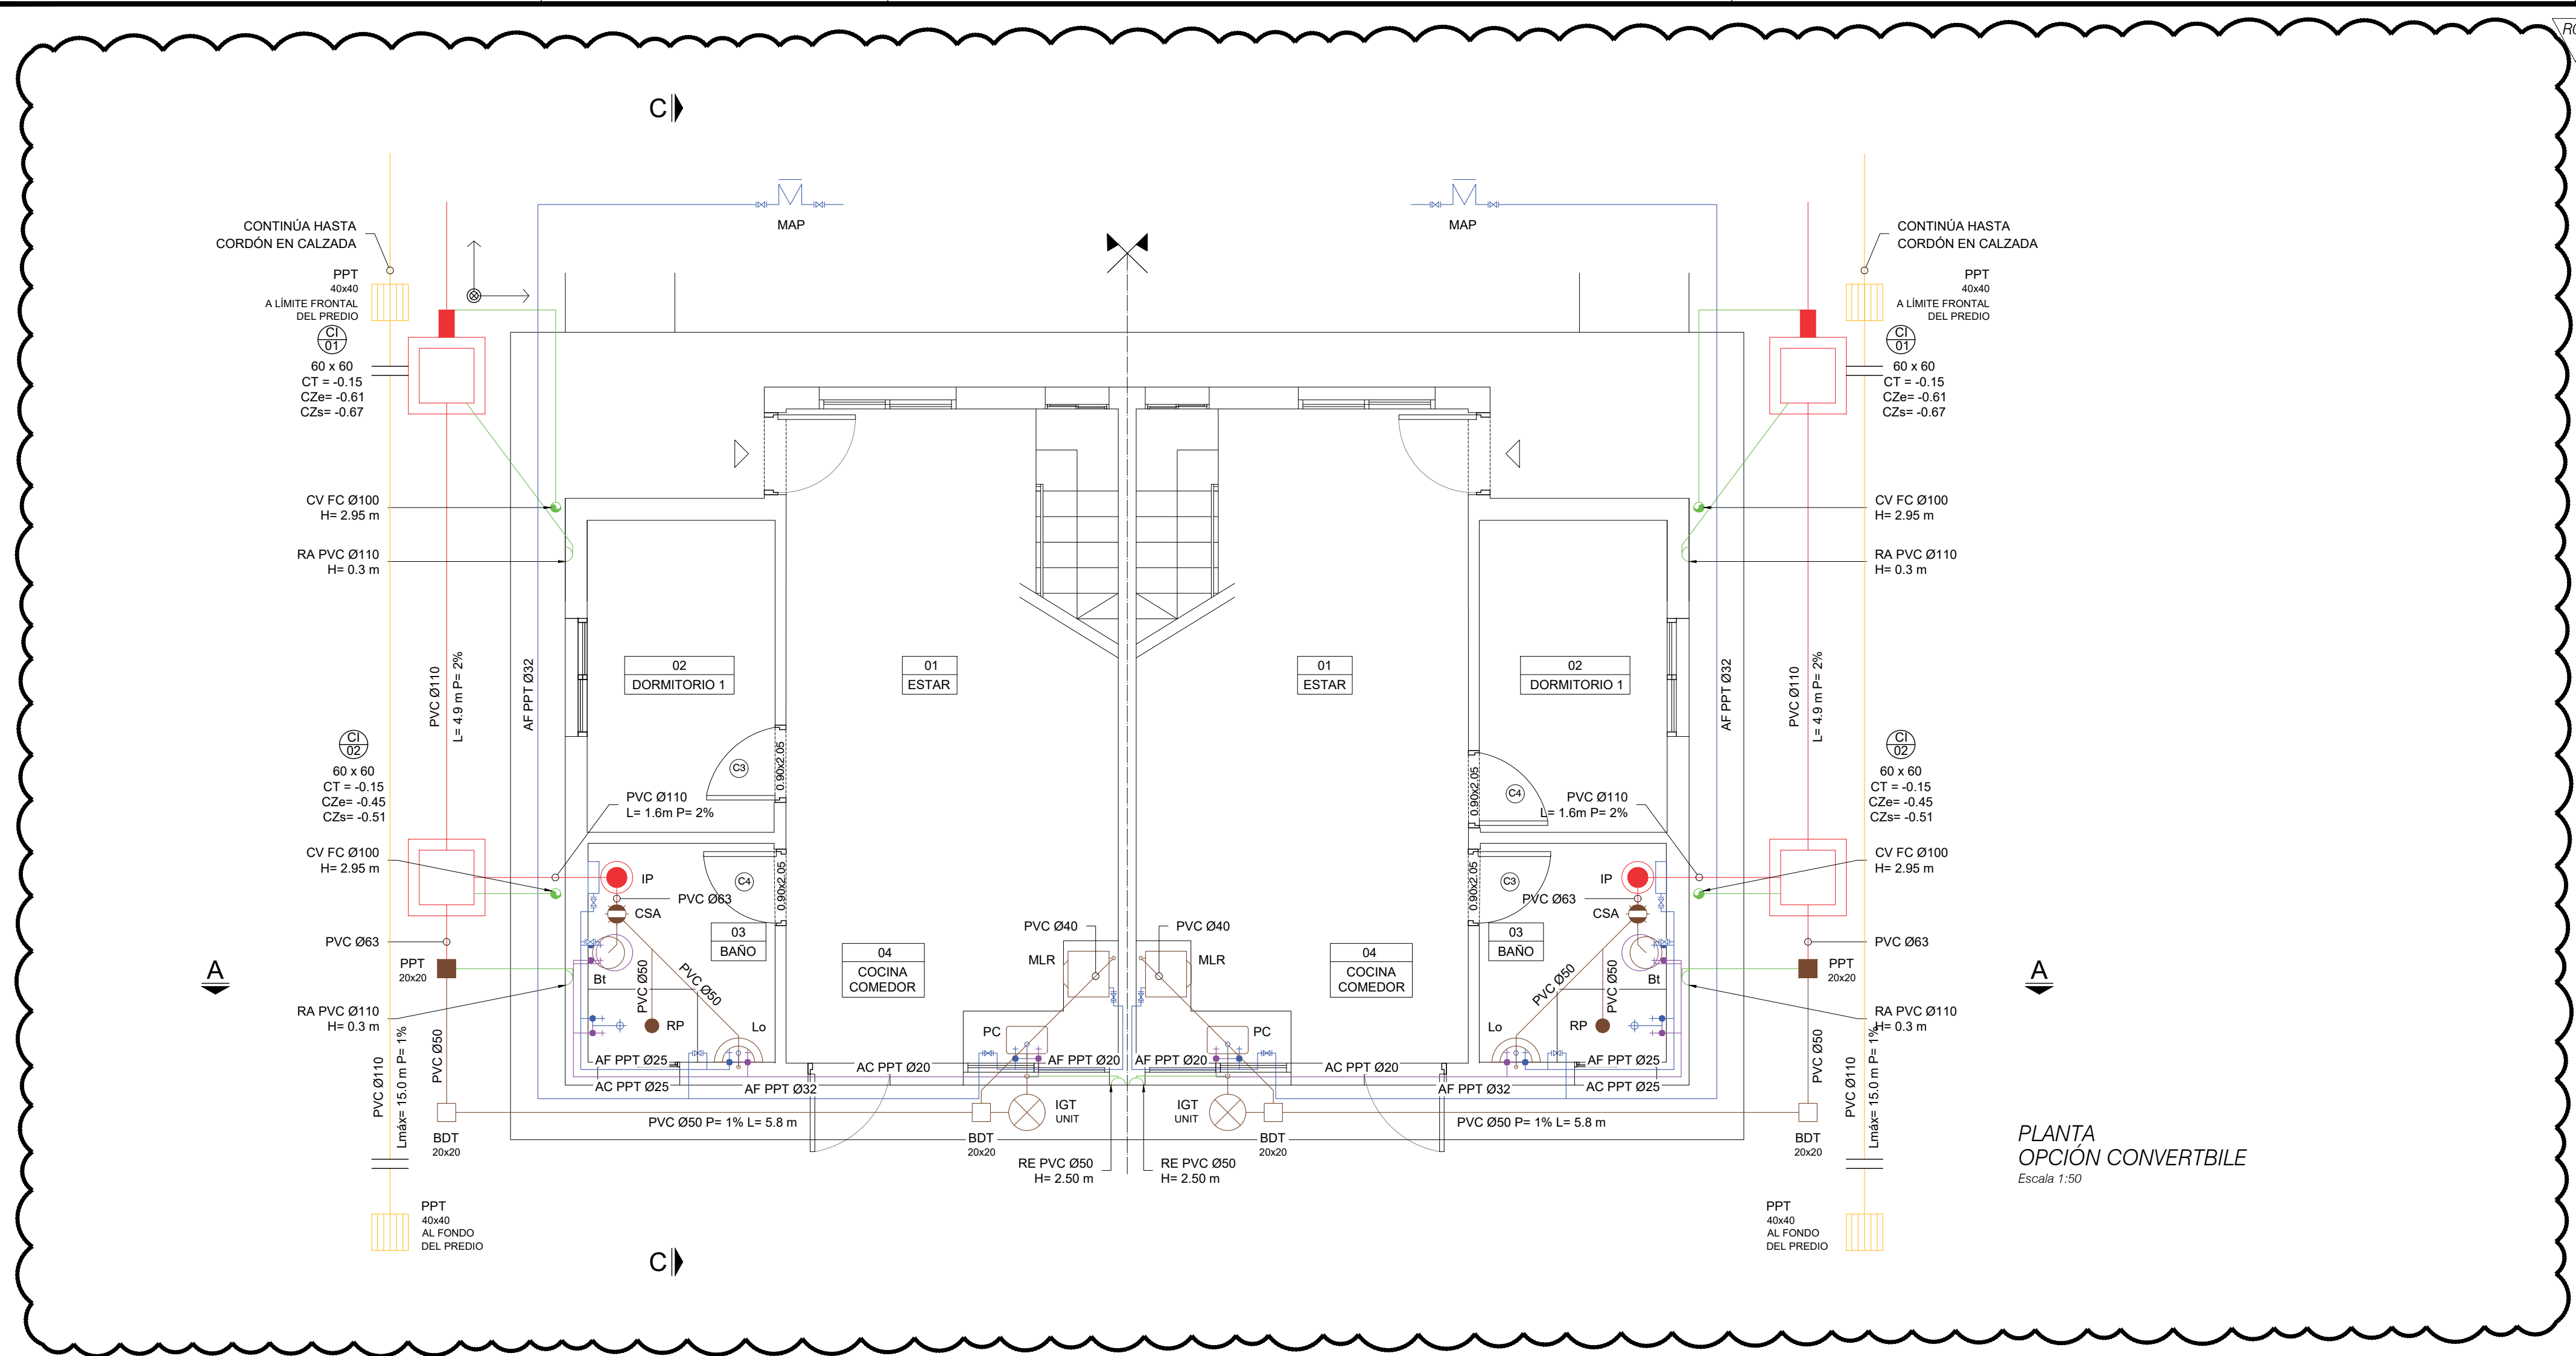 RO
C
MAP
MAP
CONTINÚA HASTA
CORDÓN EN CALZADA
CONTINÚA HASTA
CORDÓN EN CALZADA
PPT
40x40
A LÍMITE FRONTAL
DEL PREDIO
PPT
40x40
A LÍMITE FRONTAL
DEL PREDIO
CI
01
60 x 60
CT = -0.15
CZe= -0.61
CZs= -0.67
CI
01
60 x 60
CT = -0.15
CZe= -0.61
CZs= -0.67
CV FC Ø100
H= 2.95 m
CV FC Ø100
H= 2.95 m
RA PVC Ø110
H= 0.3 m
RA PVC Ø110
H= 0.3 m
PVC Ø110
L= 4.9 m P= 2%
AF PPT Ø32
02
DORMITORIO 1
01
ESTAR
01
ESTAR
02
DORMITORIO 1
AF PPT Ø32
PVC Ø110
L= 4.9 m P= 2%
CI
02
60 x 60
CT = -0.15
CZe= -0.45
CZs= -0.51
CI
02
60 x 60
CT = -0.15
CZe= -0.45
CZs= -0.51
C3
0.90x2.05
0.90x2.05
C4
PVC Ø110
L= 1.6m P= 2%
PVC Ø110
L= 1.6m P= 2%
CV FC Ø100
H= 2.95 m
CV FC Ø100
H= 2.95 m
IP
C4
0.90x2.05
0.90x2.05
C3
IP
PVC Ø63
PVC Ø63
CSA
CSA
03
BAÑO
03
BAÑO
PVC Ø40
PVC Ø40
PVC Ø63
PVC Ø63
04
COCINA
COMEDOR
04
COCINA
COMEDOR
MLR
MLR
A
PPT
20x20
PPT
20x20
A
Bt
PVC Ø50
PVC Ø50
PVC Ø50
PVC Ø50
Bt
RA PVC Ø110
H= 0.3 m
RA PVC Ø110
H= 0.3 m
RP
Lo
PC
PC
Lo
RP
PVC Ø110
Lmáx= 15.0 m P= 1%
PVC Ø50
PVC Ø50
PVC Ø110
Lmáx= 15.0 m P= 1%
AF PPT Ø25
AC PPT Ø20
AF PPT Ø20
AF PPT Ø20
AC PPT Ø20
AF PPT Ø25
AC PPT Ø25
AF PPT Ø32
AF PPT Ø32
AC PPT Ø25
IGT
UNIT
IGT
UNIT
PVC Ø50 P= 1% L= 5.8 m
PVC Ø50 P= 1% L= 5.8 m
BDT
20x20
BDT
20x20
BDT
20x20
BDT
20x20
RE PVC Ø50
H= 2.50 m
RE PVC Ø50
H= 2.50 m
PLANTA
OPCIÓN CONVERTBILE
Escala 1:50
PPT
40x40
AL FONDO
DEL PREDIO
PPT
40x40
AL FONDO
DEL PREDIO
C